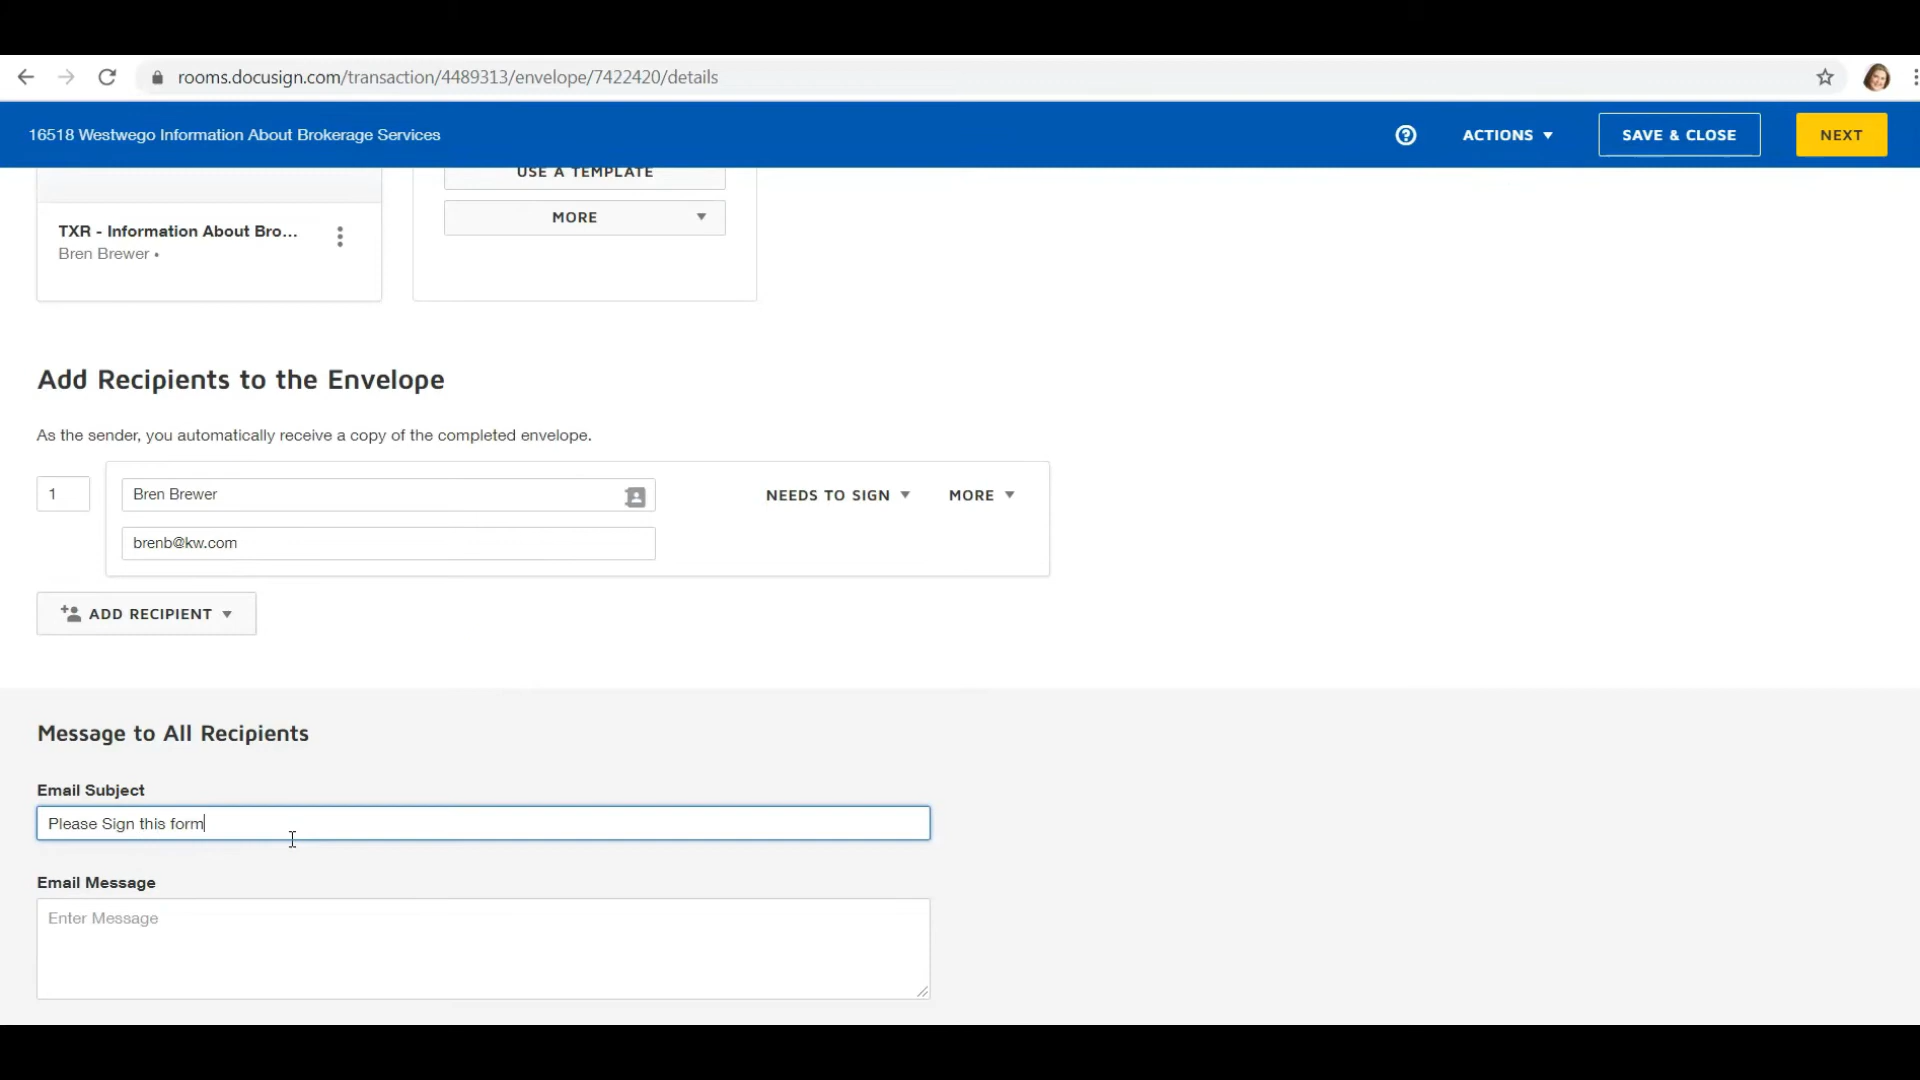 rooms.docusign.com/transaction/4489313/envelope/7422420/details
16518 Westwego Information About Brokerage Services
ACTIONS
SAVE & CLOSE
NEXT
USE A TEMPLATE
MORE
TXR - Information About Bro...
Bren Brewer •
Add Recipients to the Envelope
As the sender, you automatically receive a copy of the completed envelope.
1
Bren Brewer
NEEDS TO SIGN
MORE
brenb@kw.com
ADD RECIPIENT
Message to All Recipients
Email Subject
Please Sign this form
Email Message
Enter Message